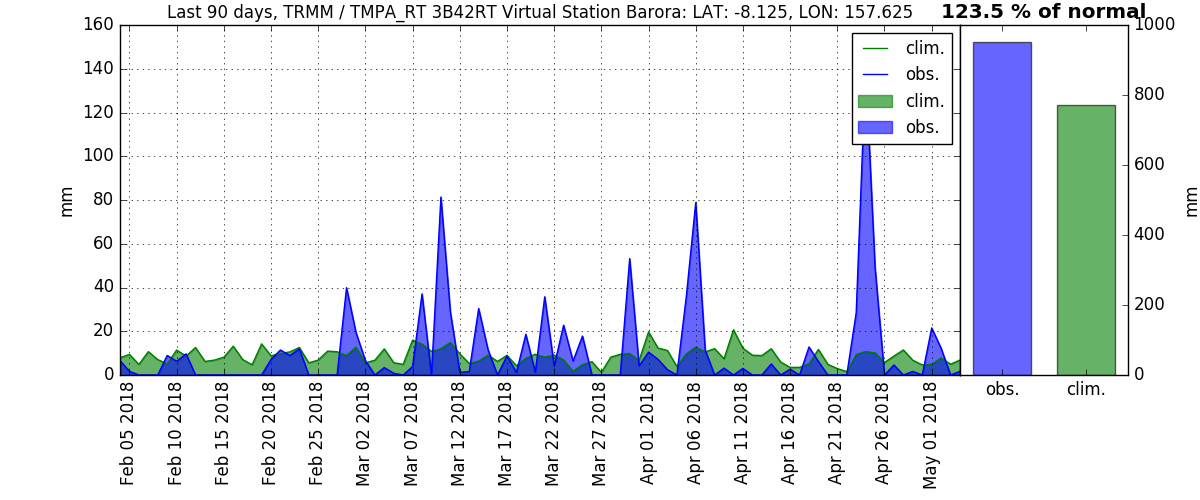 Last 90 days, TRMM / TMPA_RT 3B42RT Virtual Station Barora: LAT: -8.125, LON: 157.625
123.5 % of normal
160
140
120
100
80
60
40
20
0
mm
clim.
obs.
clim.
obs.
Feb 05 2018
Feb 10 2018
Feb 15 2018
Feb 20 2018
Feb 25 2018
Mar 02 2018
Mar 07 2018
Mar 12 2018
Mar 17 2018
Mar 22 2018
Mar 27 2018
Apr 01 2018
Apr 06 2018
Apr 11 2018
Apr 16 2018
Apr 21 2018
Apr 26 2018
May 01 2018
1000
800
600
400
200
0
mm
obs.
clim.